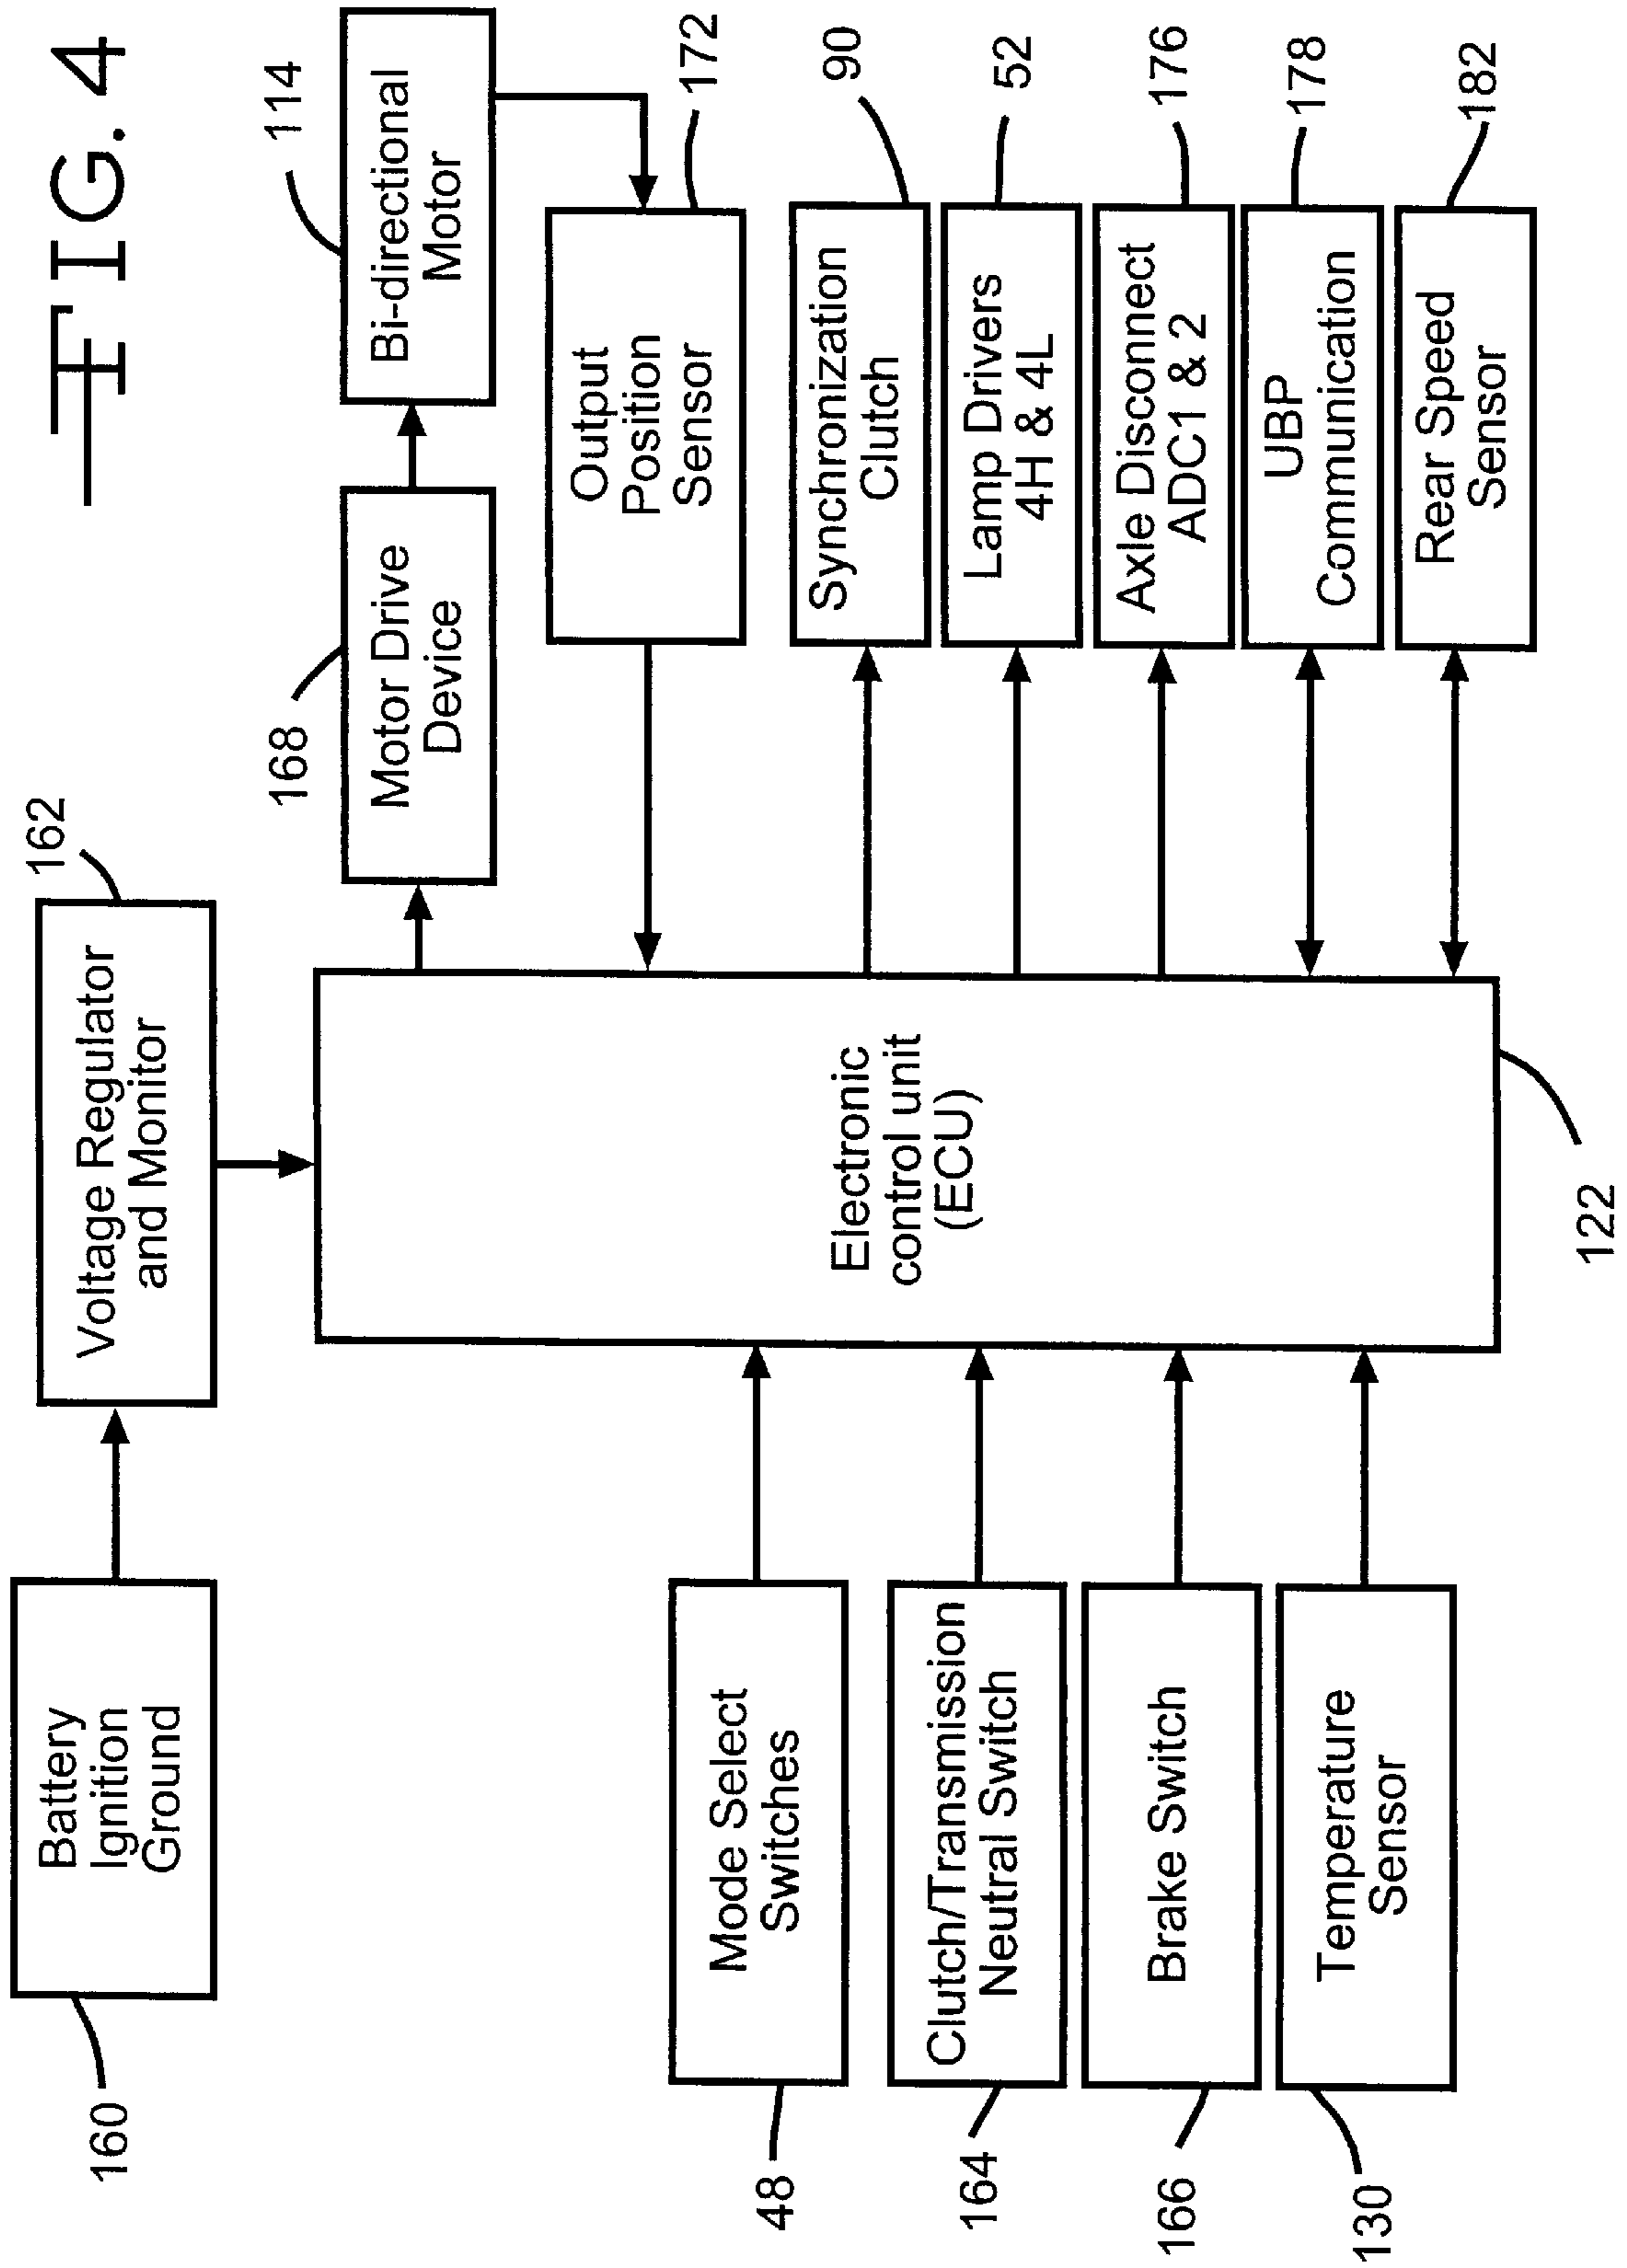 FIG. 4
160
Battery
Ignition
Ground
162
Voltage Regulator
and Monitor
168
Motor Drive
Device
114
Bi-directional
Motor
Output
Position
Sensor
172
48
Mode Select
Switches
164
Clutch/Transmission
Neutral Switch
166
Brake Switch
130
Temperature
Sensor
Electronic
control unit
(ECU)
122
Synchronization
Clutch
90
Lamp Drivers
4H & 4L
52
Axle Disconnect
ADC1 & 2
176
UBP
Communication
178
Rear Speed
Sensor
182